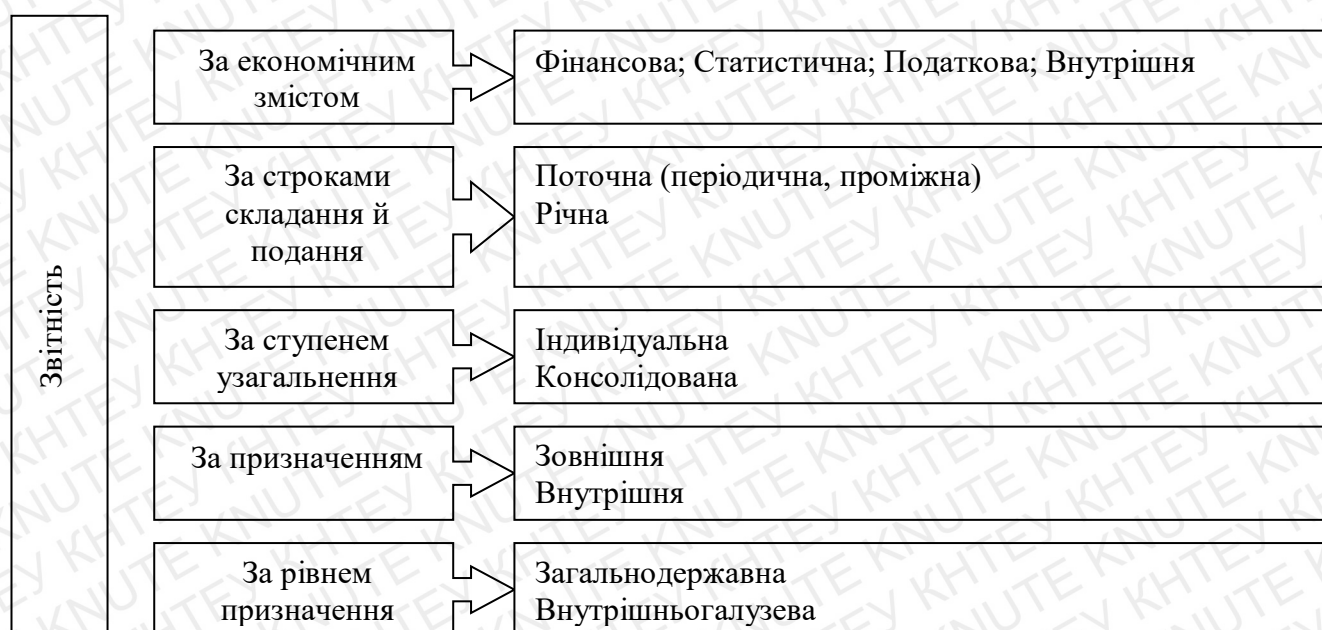 Звітність
За економічним
змістом
Фінансова; Статистична; Податкова; Внутрішня
За строками
складання й
подання
Поточна (періодична, проміжна)
Річна
За ступенем
узагальнення
Індивідуальна
Консолідована
За призначенням
Зовнішня
Внутрішня
За рівнем
призначення
Загальнодержавна
Внутрішньогалузева